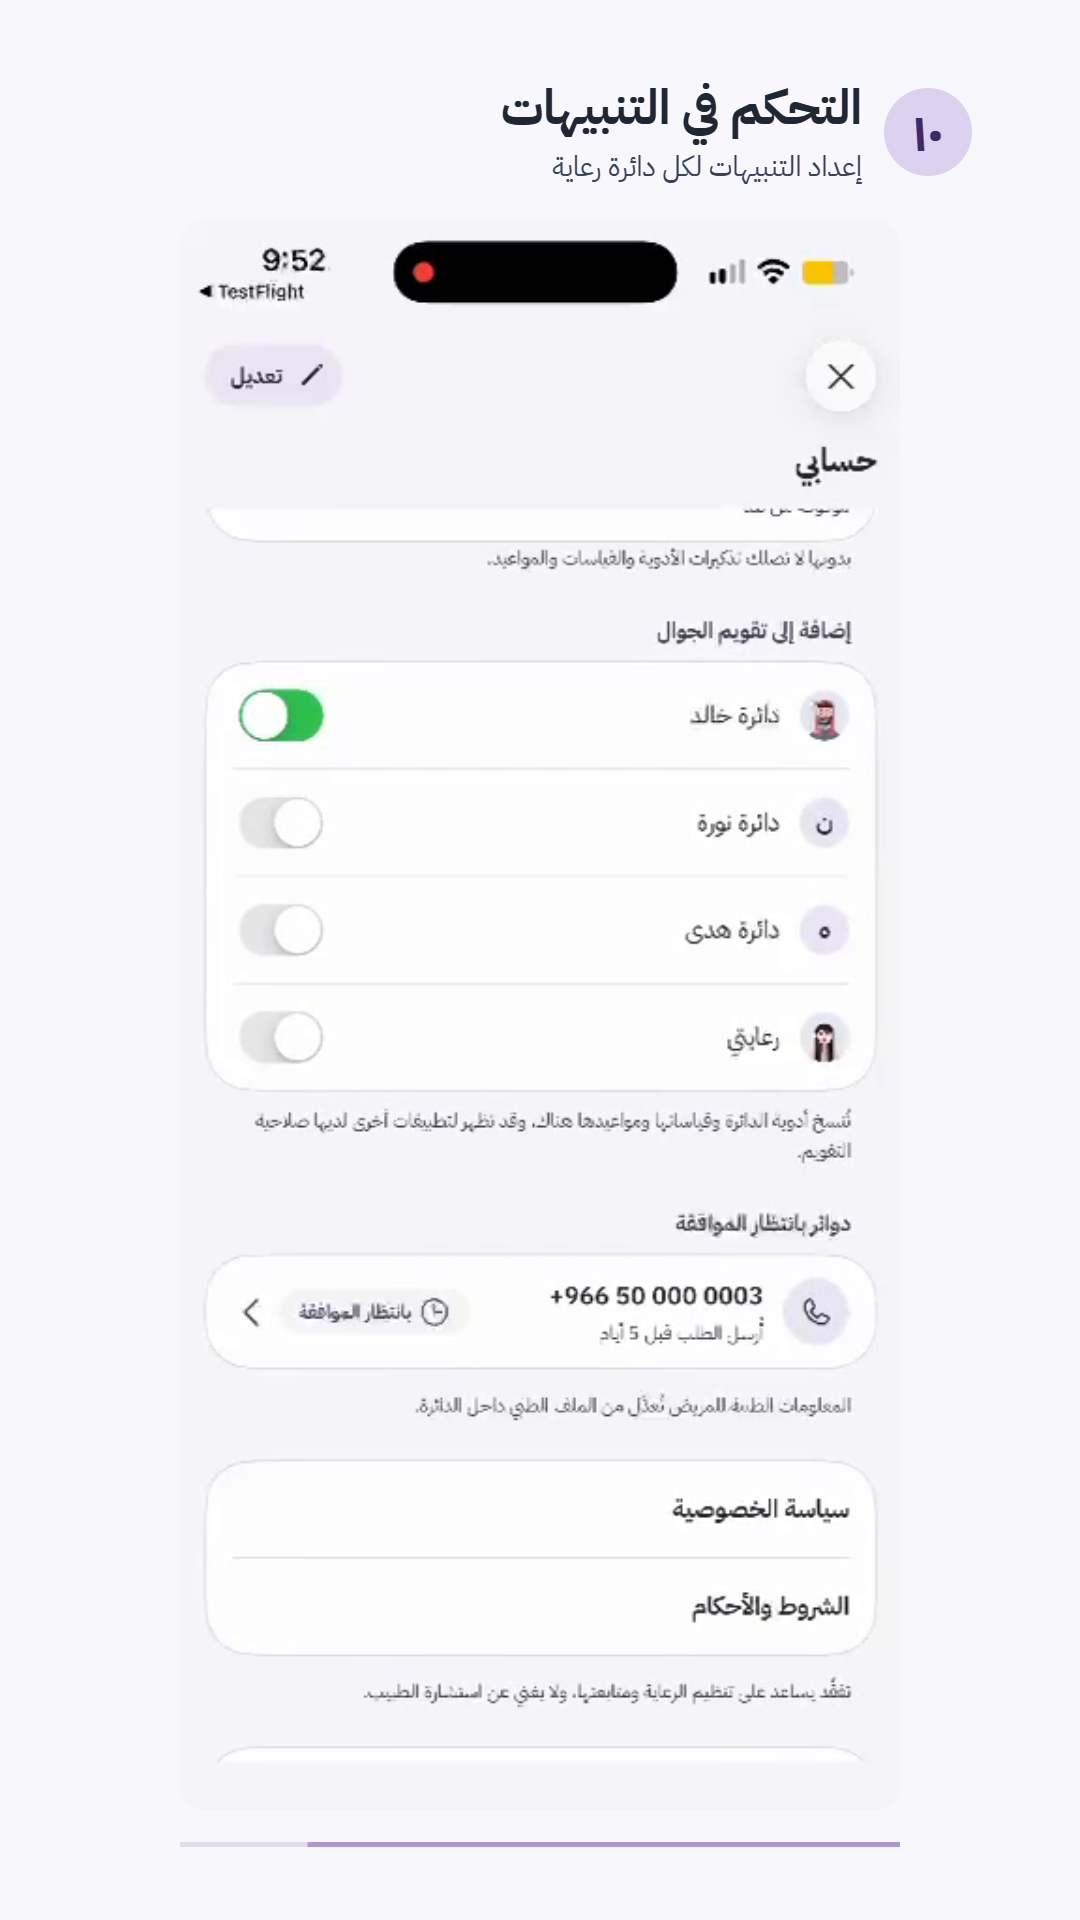 ١٠
التحكم في التنبيهات
إعداد التنبيهات لكل دائرة رعاية
9:52
TestFlight
تعديل
حسابي
بدونها لا تصلك تذكيرات الأدوية والقياسات والمواعيد.
إضافة إلى تقويم الجوال
دائرة خالد
ن
دائرة نورة
ه
دائرة هدى
رعايتي
تُنسخ أدوية الدائرة وقياساتها ومواعيدها هناك، وقد تظهر لتطبيقات أخرى لديها صلاحية
التقويم.
دوائر بانتظار الموافقة
+966 50 000 0003
بانتظار الموافقة
أُرسل الطلب قبل 5 أيام
المعلومات الطبية للمريض تُعدَّل من الملف الطبي داخل الدائرة.
سياسة الخصوصية
الشروط والأحكام
تفقُّد يساعد على تنظيم الرعاية ومتابعتها، ولا يغني عن استشارة الطبيب.